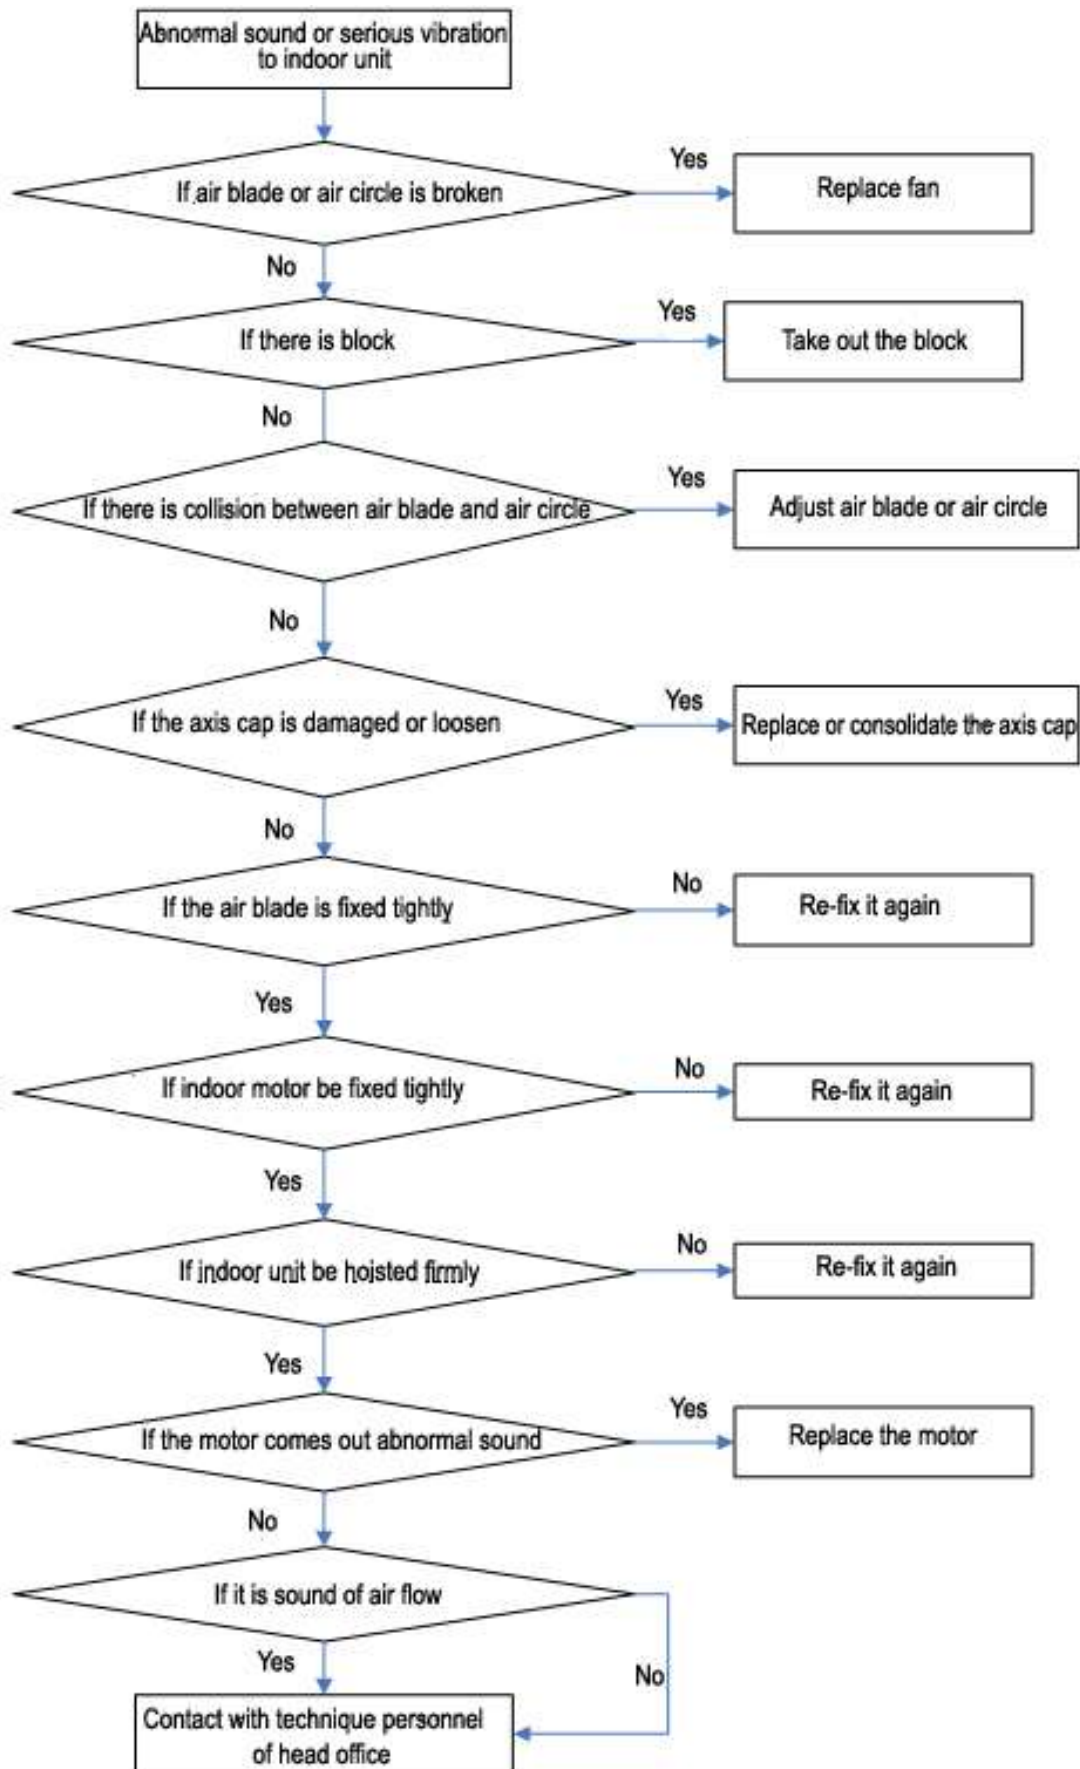 Abnormal sound or serious vibration
to indoor unit
If air blade or air circle is broken
Yes
Replace fan
No
If there is block
Yes
Take out the block
No
If there is collision between air blade and air circle
Yes
Adjust air blade or air circle
No
If the axis cap is damaged or loosen
Yes
Replace or consolidate the axis cap
No
If the air blade is fixed tightly
No
Re-fix it again
Yes
If indoor motor be fixed tightly
No
Re-fix it again
Yes
If indoor unit be hoisted firmly
No
Re-fix it again
Yes
If the motor comes out abnormal sound
Yes
Replace the motor
No
If it is sound of air flow
Yes
No
Contact with technique personnel
of head office